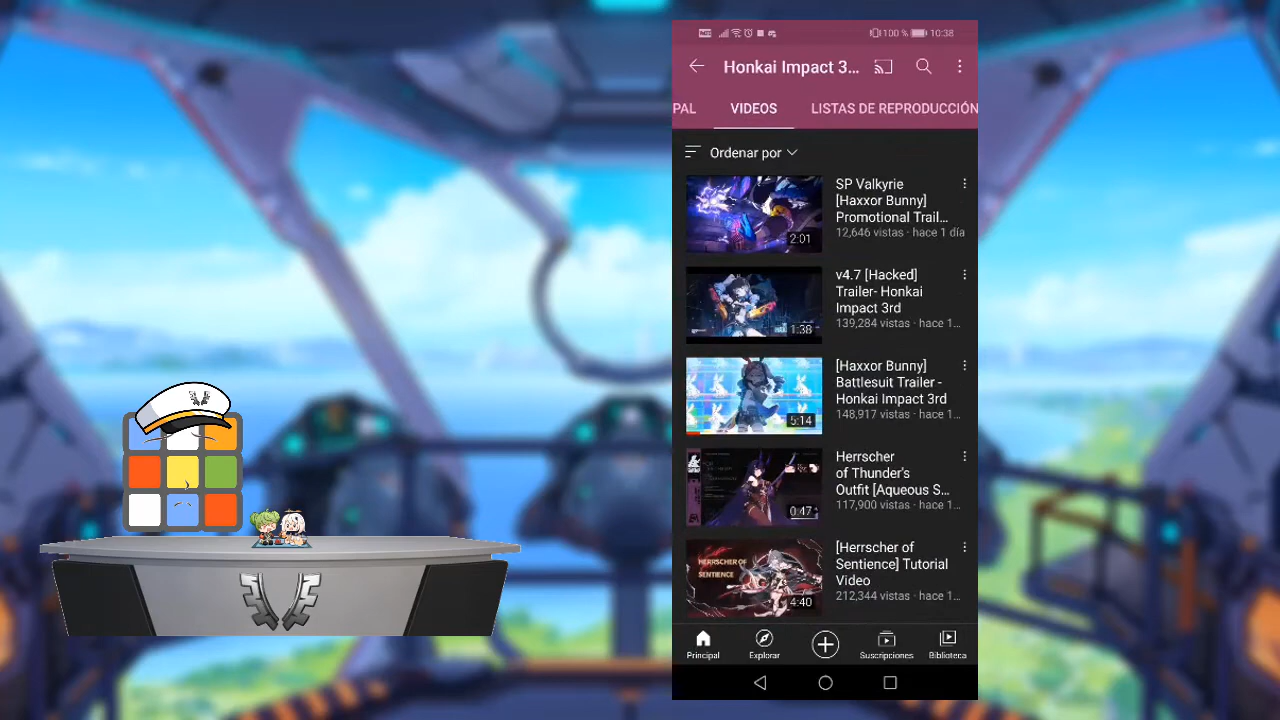 100 % 10:38
Honkai Impact 3...
PAL VIDEOS LISTAS DE REPRODUCCIÓN
Ordenar por
SP Valkyrie
[Haxxor Bunny]
Promotional Trail...
12,646 vistas · hace 1 día
2:01
v4.7 [Hacked]
Trailer- Honkai
Impact 3rd
139,284 vistas · hace 1...
1:38
[Haxxor Bunny]
Battlesuit Trailer -
Honkai Impact 3rd
148,917 vistas · hace 1...
5:14
Herrscher
of Thunder's
Outfit [Aqueous S...
117,900 vistas · hace 1...
0:47
[Herrscher of
Sentience] Tutorial
Video
212,344 vistas · hace 1...
HERRSCHER OF
SENTIENCE
4:40
Principal Explorar Suscripciones Biblioteca